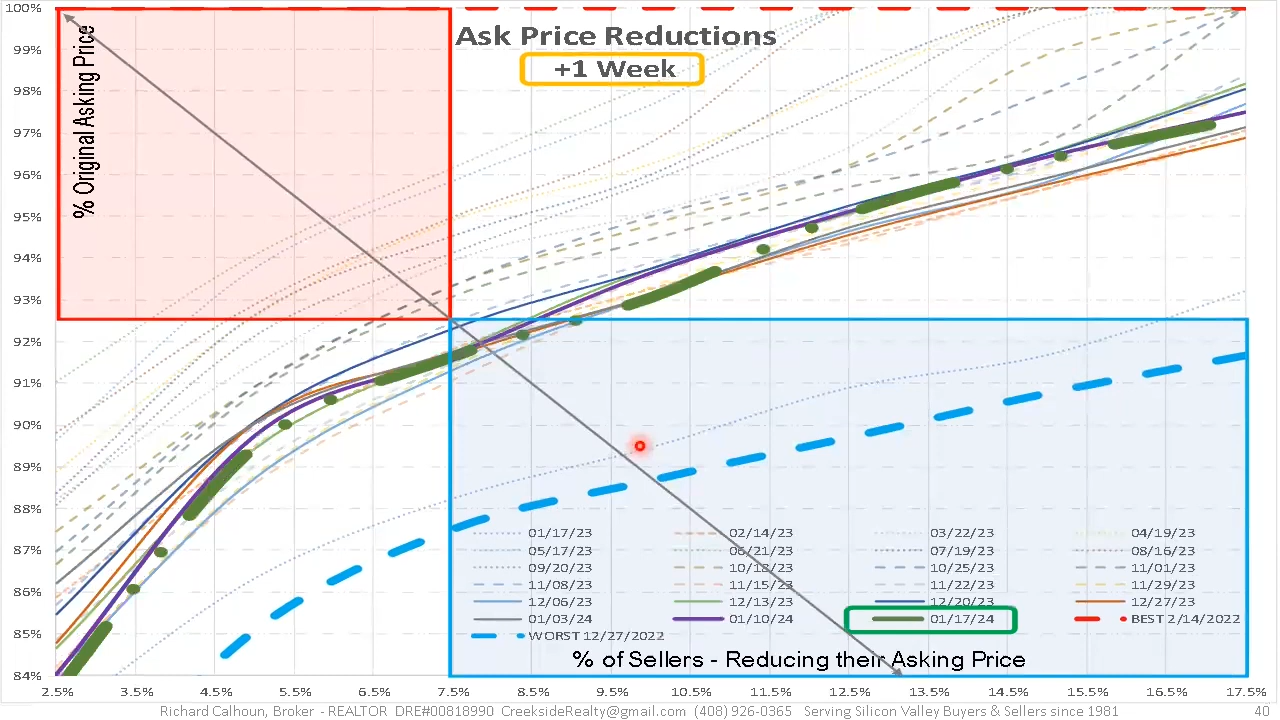 Ask Price Reductions
+1 Week
% Original Asking Price
100%
99%
98%
97%
96%
95%
94%
93%
92%
91%
90%
89%
88%
87%
86%
85%
84%
01/17/23 02/14/23 03/22/23 04/19/23
05/17/23 06/21/23 07/19/23 08/16/23
09/20/23 10/18/23 10/25/23 11/01/23
11/08/23 11/15/23 11/22/23 11/29/23
12/06/23 12/13/23 12/20/23 12/27/23
01/03/24 01/10/24 01/17/24 BEST 2/14/2022
WORST 12/27/2022
% of Sellers - Reducing their Asking Price
2.5% 3.5% 4.5% 5.5% 6.5% 7.5% 8.5% 9.5% 10.5% 11.5% 12.5% 13.5% 14.5% 15.5% 16.5% 17.5%
Richard Calhoun, Broker - REALTOR DRE#00818990 CreeksideRealty@gmail.com (408) 926-0365 Serving Silicon Valley Buyers & Sellers since 1981 40